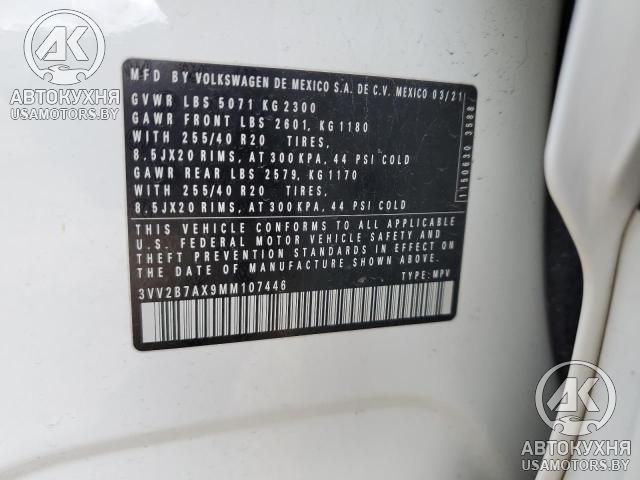 MFD BY VOLKSWAGEN DE MEXICO S.A. DE C.V. MEXICO 03/21
GVWR LBS 5071 KG 2300
GAWR FRONT LBS 2601, KG 1180
WITH 255/40 R20 TIRES,
8.5JX20 RIMS, AT 300 KPA, 44 PSI COLD
GAWR REAR LBS 2579, KG 1170
WITH 255/40 R20 TIRES,
8.5JX20 RIMS, AT 300 KPA, 44 PSI COLD
THIS VEHICLE CONFORMS TO ALL APPLICABLE
U.S. FEDERAL MOTOR VEHICLE SAFETY AND
THEFT PREVENTION STANDARDS IN EFFECT ON
THE DATE OF MANUFACTURE SHOWN ABOVE.
3VV2B7AX9MM107446 TYPE: MPV
1150630 3588
АК
АВТОКУХНЯ
USAMOTORS.BY
АК
АВТОКУХНЯ
USAMOTORS.BY